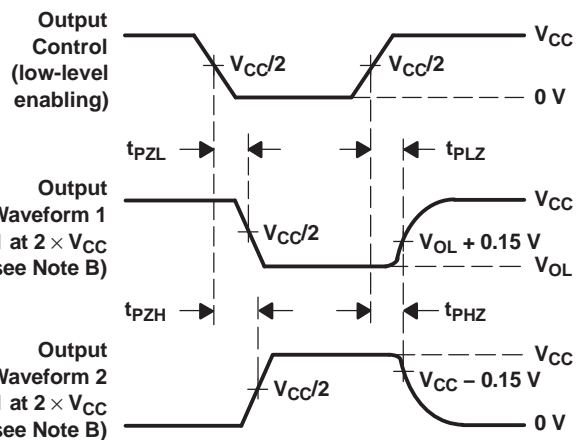 Output
Control
(low-level
enabling)
VCC/2
VCC/2
VCC
0 V
tPZL
tPLZ
Output
Waveform 1
1 at 2 × VCC
see Note B)
VCC/2
VCC
VOL + 0.15 V
VOL
tPZH
tPHZ
Output
Waveform 2
1 at 2 × VCC
see Note B)
VCC/2
VCC
VCC − 0.15 V
0 V